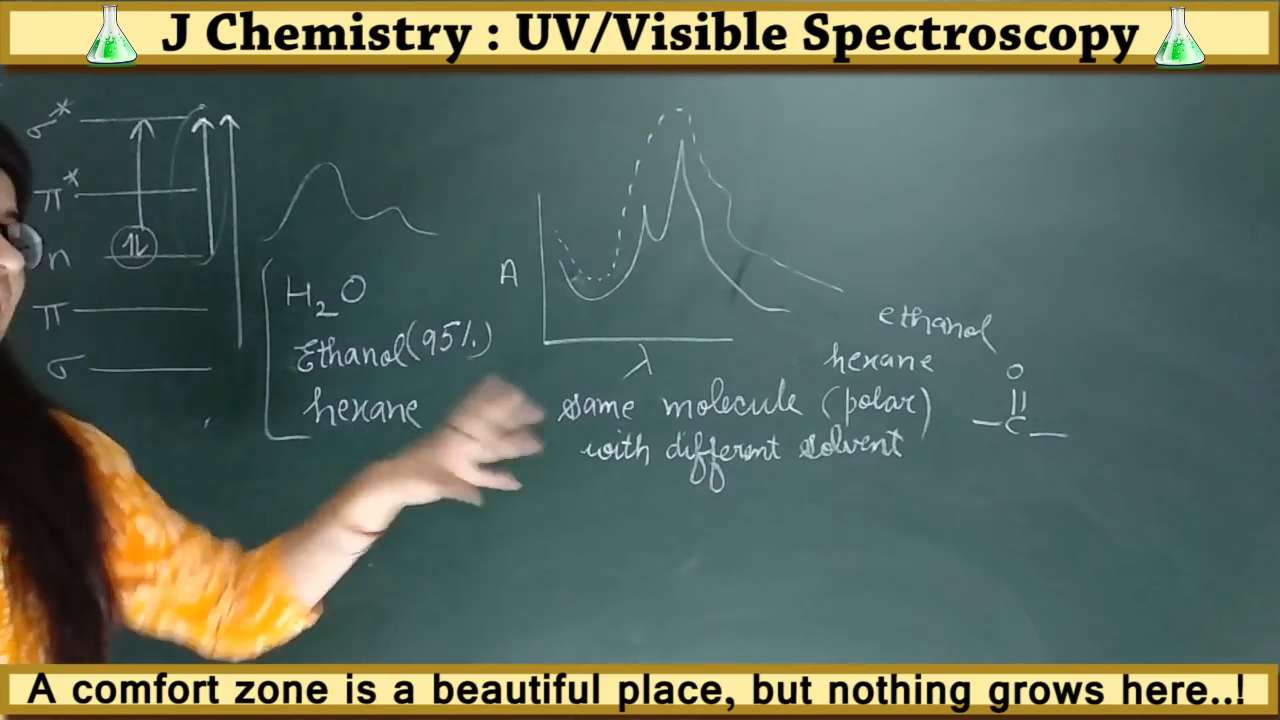 J Chemistry : UV/Visible Spectroscopy
σ*
π*
n
π
σ
H₂O
Ethanol(95%)
hexane
A
λ
ethanol
hexane
same molecule (polar)
with different solvent
O
C
A comfort zone is a beautiful place, but nothing grows here..!